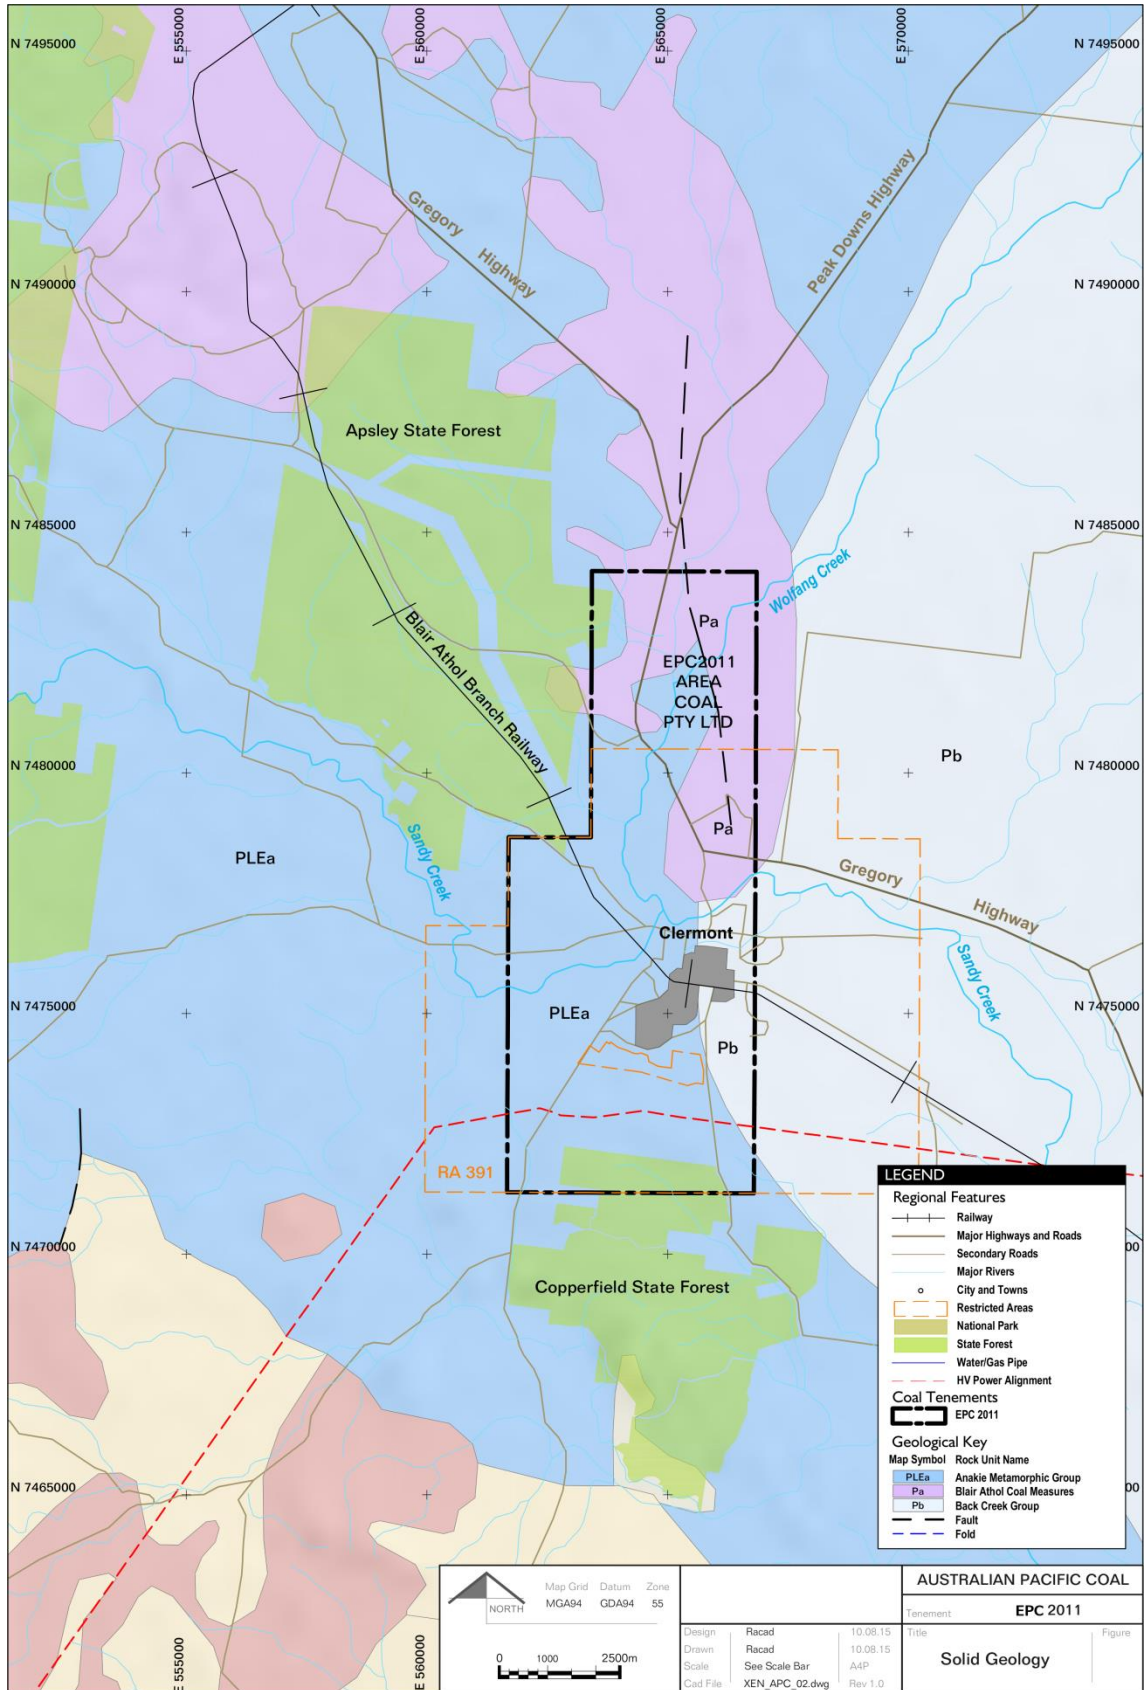 E 555000
E 560000
E 565000
E 570000
N 7495000
N 7495000
Gregory
Highway
Peak Downs Highway
N 7490000
N 7490000
Apsley State Forest
N 7485000
N 7485000
Wolfang Creek
Blair Athol Branch Railway
Pa
EPC2011
AREA
COAL
PTY LTD
N 7480000
N 7480000
Pb
Sandy Creek
PLEa
Pa
Gregory
Highway
Clermont
Sandy Creek
N 7475000
N 7475000
PLEa
Pb
RA 391
N 7470000
Copperfield State Forest
N 7465000
E 555000
E 560000
LEGEND
Regional Features
Railway
Major Highways and Roads
Secondary Roads
Major Rivers
City and Towns
Restricted Areas
National Park
State Forest
Water/Gas Pipe
HV Power Alignment
Coal Tenements
EPC 2011
Geological Key
Map Symbol Rock Unit Name
PLEa Anakie Metamorphic Group
Pa Blair Athol Coal Measures
Pb Back Creek Group
Fault
Fold
NORTH
Map Grid Datum Zone
MGA94 GDA94 55
0 1000 2500m
Design Racad 10.08.15
Drawn Racad 10.08.15
Scale See Scale Bar A4P
Cad File XEN_APC_02.dwg Rev 1.0
AUSTRALIAN PACIFIC COAL
Tenement EPC 2011
Title Figure
Solid Geology